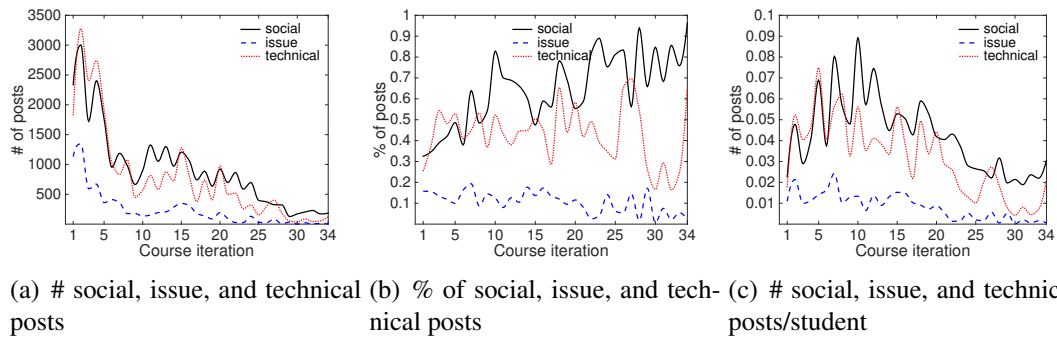 3500
3000
2500
2000
1500
1000
500
# of posts
social
issue
technical
1 5 10 15 20 25 30 34
Course iteration
1
0.9
0.8
0.7
0.6
0.5
0.4
0.3
0.2
0.1
% of posts
social
issue
technical
1 5 10 15 20 25 30 34
Course iteration
0.1
0.09
0.08
0.07
0.06
0.05
0.04
0.03
0.02
0.01
# of posts
social
issue
technical
1 5 10 15 20 25 30 34
Course iteration
(a) # social, issue, and technical
posts
(b) % of social, issue, and tech-
nical posts
(c) # social, issue, and technic
posts/student